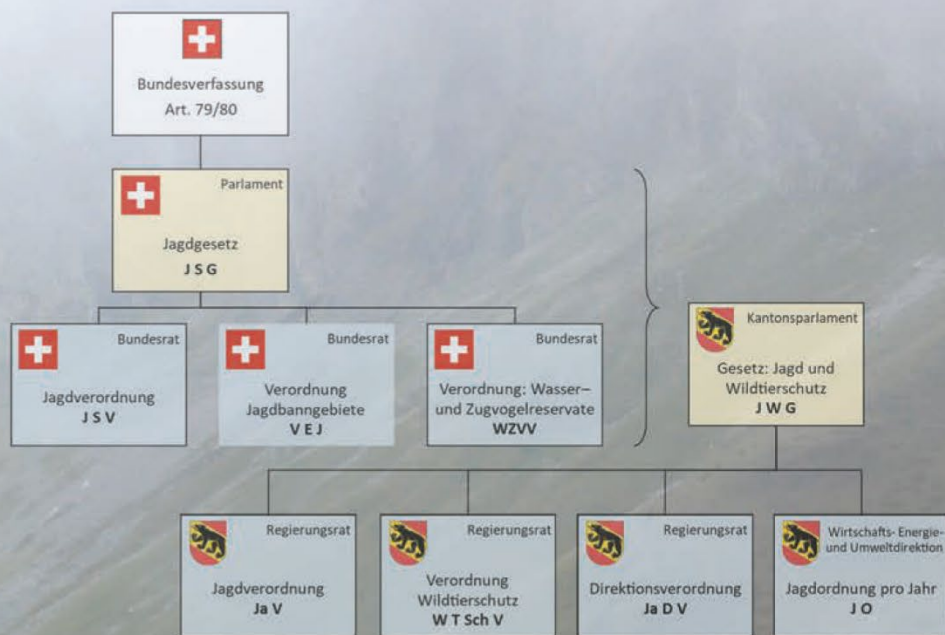 Bundesverfassung
Art. 79/80
Parlament
Jagdgesetz
J S G
Bundesrat
Jagdverordnung
J S V
Bundesrat
Verordnung
Jagdbanngebiete
V E J
Bundesrat
Verordnung: Wasser–
und Zugvogelreservate
WZVV
Kantonsparlament
Gesetz: Jagd und
Wildtierschutz
J W G
Regierungsrat
Jagdverordnung
Ja V
Regierungsrat
Verordnung
Wildtierschutz
W T Sch V
Regierungsrat
Direktionsverordnung
Ja D V
Wirtschafts- Energie-
und Umweltdirektion
Jagdordnung pro Jahr
J O